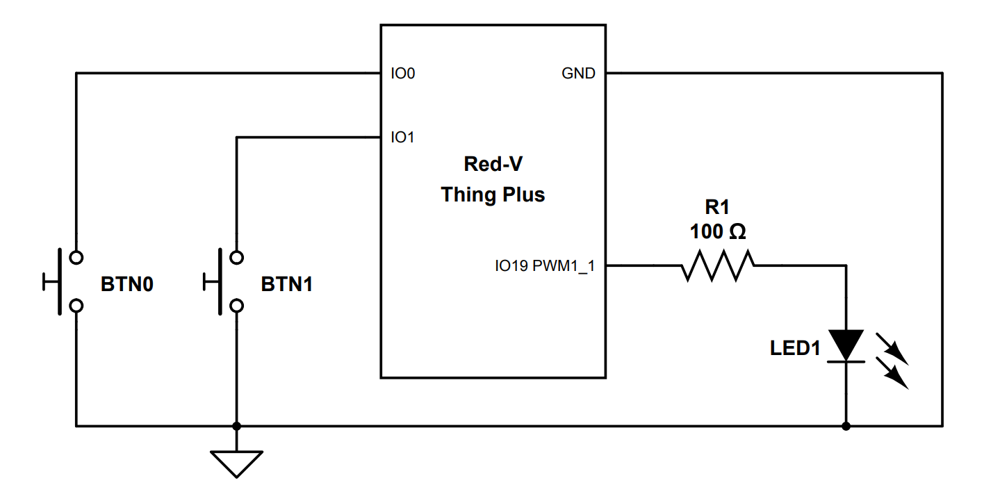 IO0
GND
IO1
Red-V
Thing Plus
R1
100 Ω
IO19 PWM1_1
BTN0
BTN1
LED1